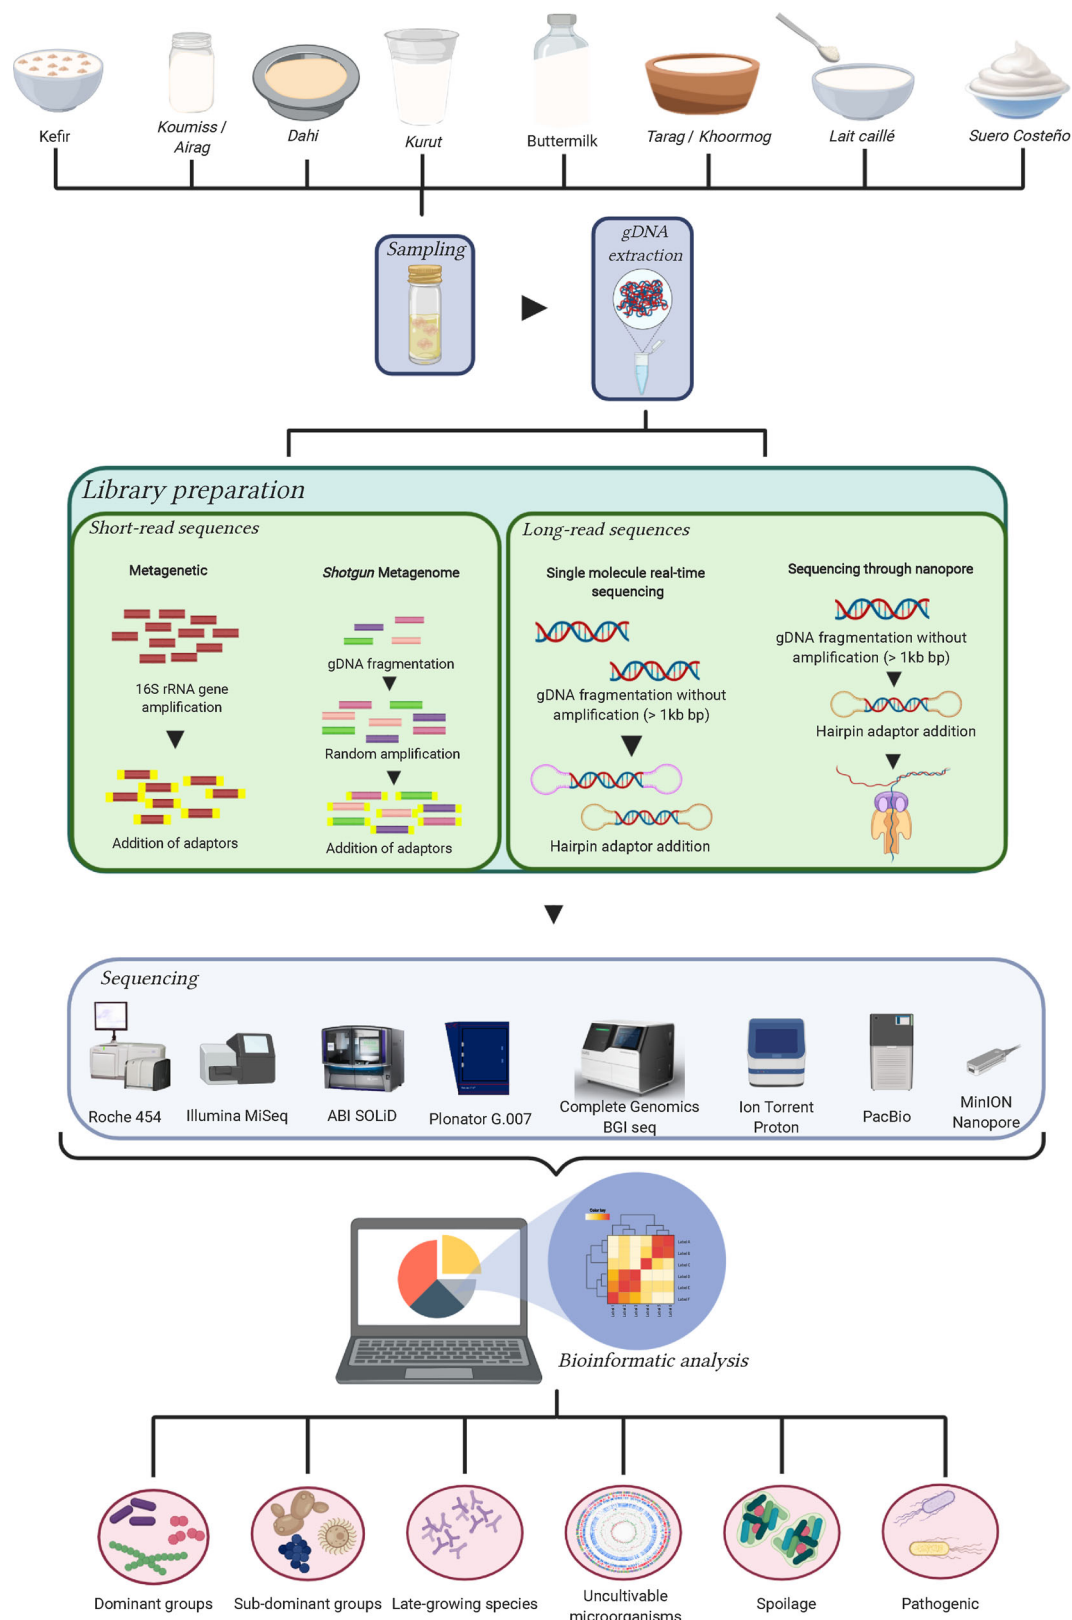 Kefir
Koumiss /
Airag
Dahi
Kurut
Buttermilk
Tarag / Khoormog
Lait caillé
Suero Costeño
Sampling
gDNA
extraction
Library preparation
Short-read sequences
Metagenetic
16S rRNA gene
amplification
Addition of adaptors
Shotgun Metagenome
gDNA fragmentation
Random amplification
Addition of adaptors
Long-read sequences
Single molecule real-time
sequencing
gDNA fragmentation without
amplification (> 1kb bp)
Hairpin adaptor addition
Sequencing through nanopore
gDNA fragmentation without
amplification (> 1kb bp)
Hairpin adaptor addition
Sequencing
Roche 454
Illumina MiSeq
ABI SOLiD
Plonator G.007
Complete Genomics
BGI seq
Ion Torrent
Proton
PacBio
MinION
Nanopore
Color key
Bioinformatic analysis
Dominant groups
Sub-dominant groups
Late-growing species
Uncultivable
microorganisms
Spoilage
Pathogenic